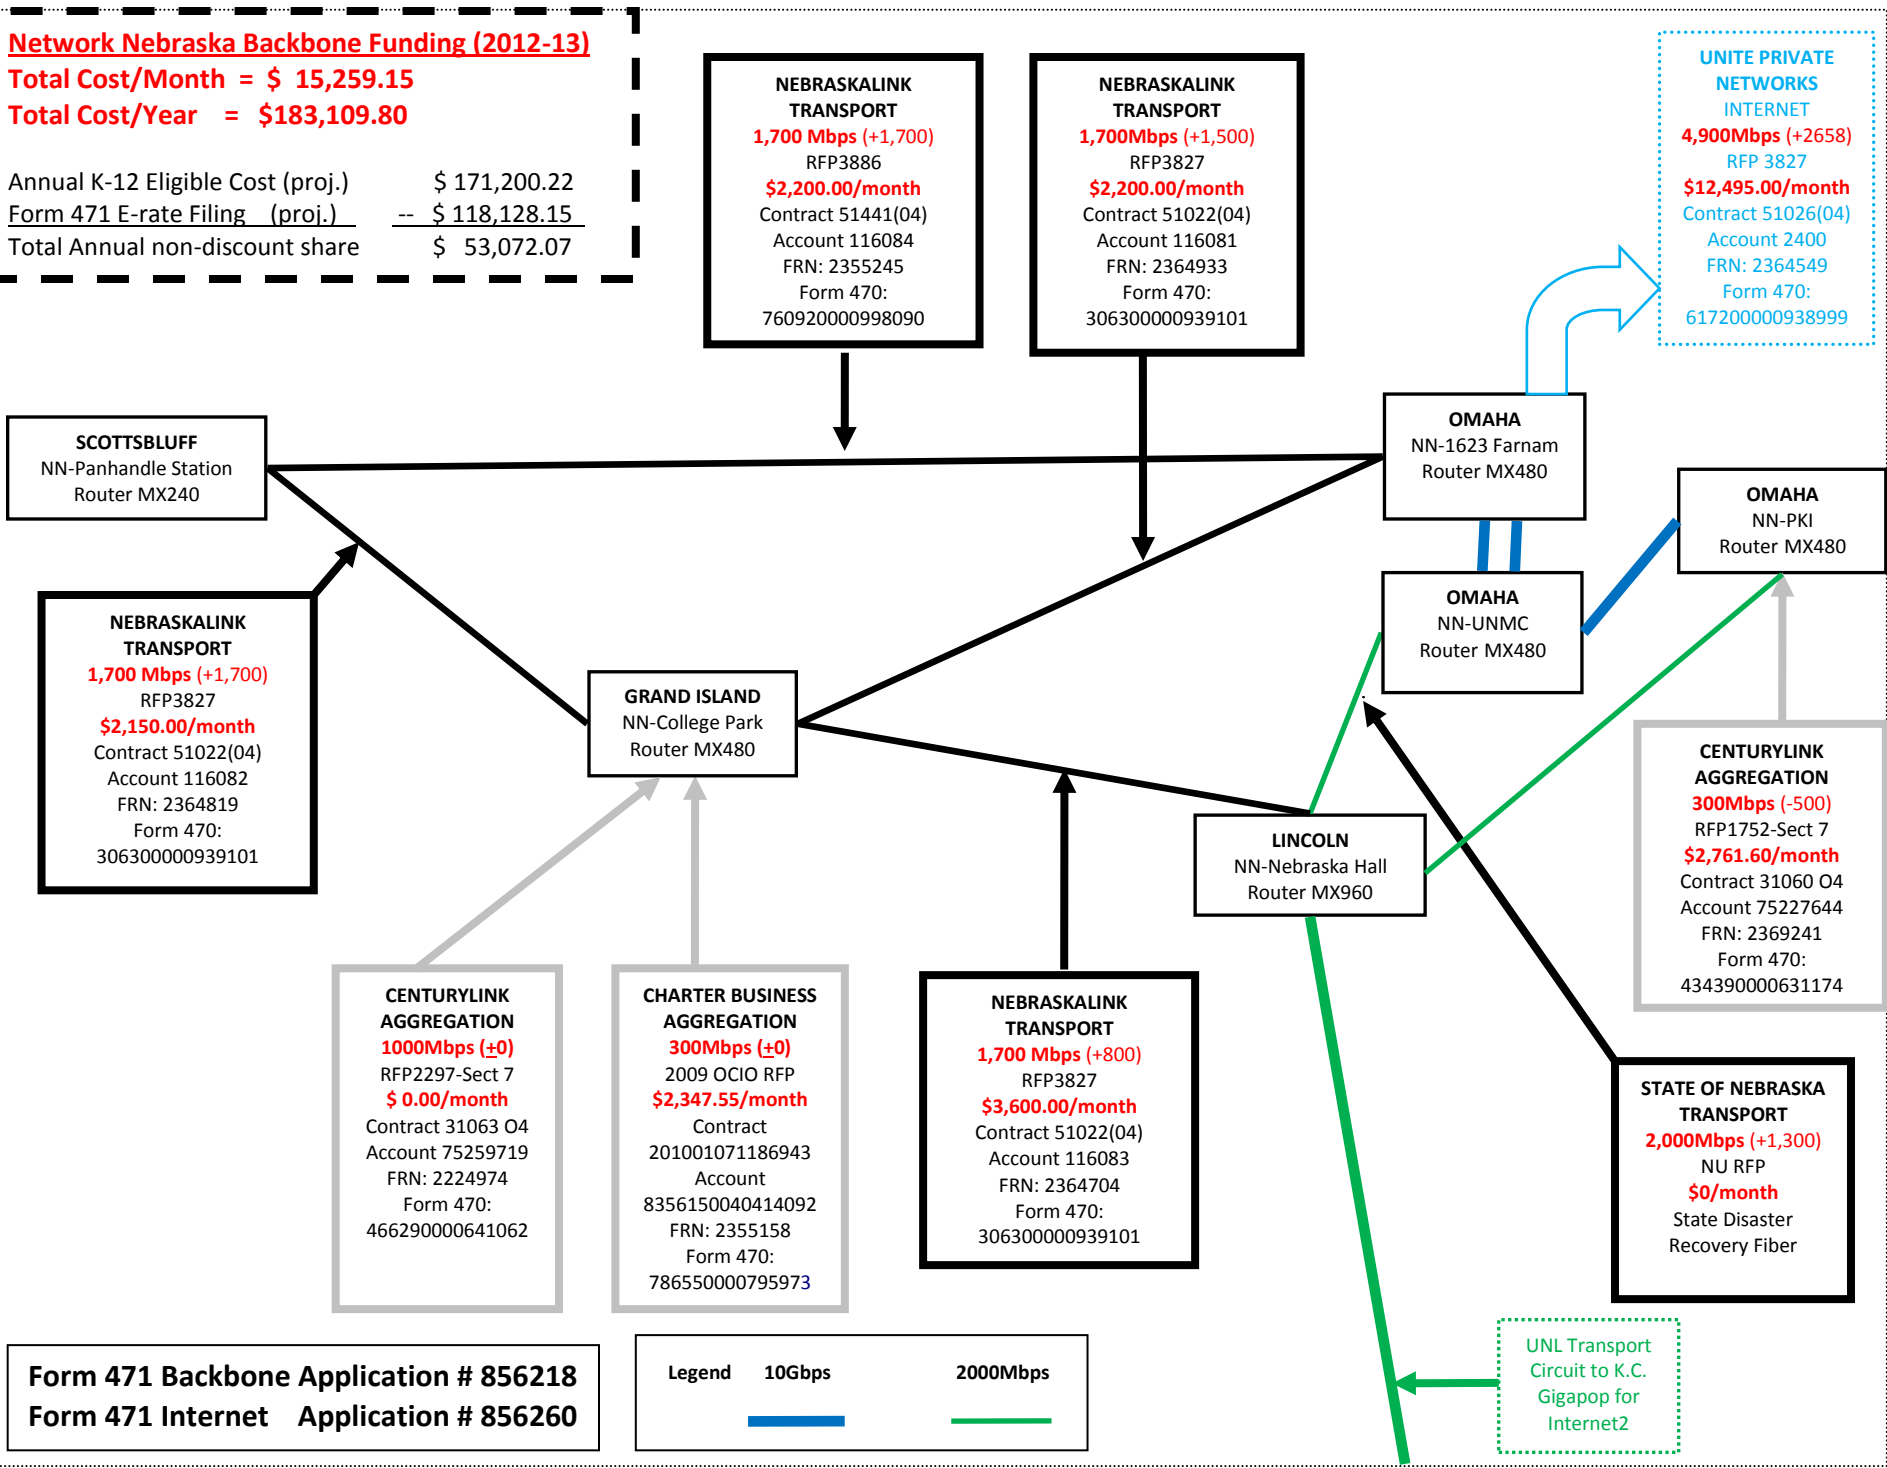 Network Nebraska Backbone Funding (2012-13)
Total Cost/Month = $ 15,259.15
Total Cost/Year = $183,109.80
Annual K-12 Eligible Cost (proj.) $ 171,200.22
Form 471 E-rate Filing (proj.) -- $ 118,128.15
Total Annual non-discount share $ 53,072.07
NEBRASKALINK
TRANSPORT
1,700 Mbps (+1,700)
RFP3886
$2,200.00/month
Contract 51441(04)
Account 116084
FRN: 2355245
Form 470:
760920000998090
NEBRASKALINK
TRANSPORT
1,700Mbps (+1,500)
RFP3827
$2,200.00/month
Contract 51022(04)
Account 116081
FRN: 2364933
Form 470:
306300000939101
UNITE PRIVATE
NETWORKS
INTERNET
4,900Mbps (+2658)
RFP 3827
$12,495.00/month
Contract 51026(04)
Account 2400
FRN: 2364549
Form 470:
617200000938999
SCOTTSBLUFF
NN-Panhandle Station
Router MX240
OMAHA
NN-1623 Farnam
Router MX480
OMAHA
NN-PKI
Router MX480
OMAHA
NN-UNMC
Router MX480
NEBRASKALINK
TRANSPORT
1,700 Mbps (+1,700)
RFP3827
$2,150.00/month
Contract 51022(04)
Account 116082
FRN: 2364819
Form 470:
306300000939101
GRAND ISLAND
NN-College Park
Router MX480
LINCOLN
NN-Nebraska Hall
Router MX960
CENTURYLINK
AGGREGATION
300Mbps (-500)
RFP1752-Sect 7
$2,761.60/month
Contract 31060 O4
Account 75227644
FRN: 2369241
Form 470:
434390000631174
CENTURYLINK
AGGREGATION
1000Mbps (±0)
RFP2297-Sect 7
$ 0.00/month
Contract 31063 O4
Account 75259719
FRN: 2224974
Form 470:
466290000641062
CHARTER BUSINESS
AGGREGATION
300Mbps (±0)
2009 OCIO RFP
$2,347.55/month
Contract
201001071186943
Account
8356150040414092
FRN: 2355158
Form 470:
786550000795973
NEBRASKALINK
TRANSPORT
1,700 Mbps (+800)
RFP3827
$3,600.00/month
Contract 51022(04)
Account 116083
FRN: 2364704
Form 470:
306300000939101
STATE OF NEBRASKA
TRANSPORT
2,000Mbps (+1,300)
NU RFP
$0/month
State Disaster
Recovery Fiber
Form 471 Backbone Application # 856218
Form 471 Internet Application # 856260
Legend 10Gbps 2000Mbps
UNL Transport
Circuit to K.C.
Gigapop for
Internet2